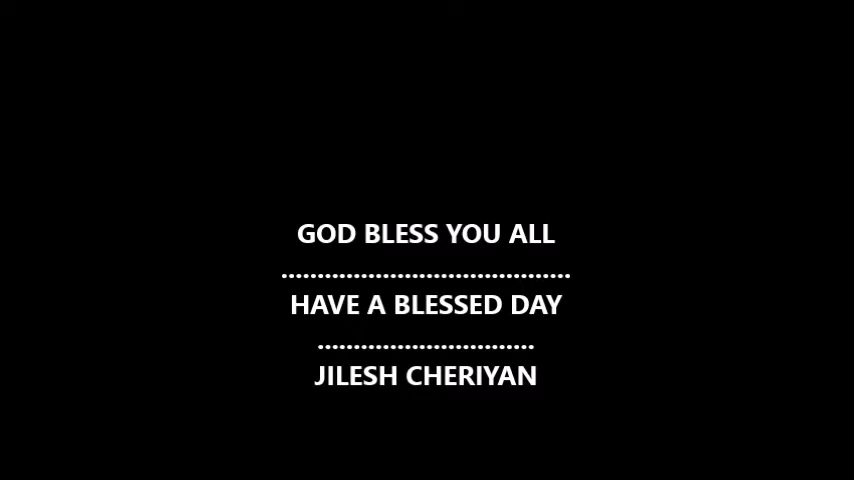 GOD BLESS YOU ALL
........................................
HAVE A BLESSED DAY
..............................
JILESH CHERIYAN